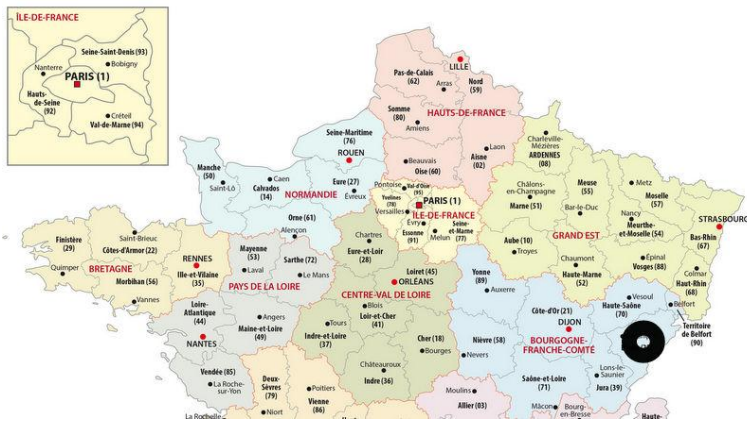 ÎLE-DE-FRANCE
Seine-Saint-Denis (93)
Nanterre
Bobigny
PARIS (1)
Hauts-
de-Seine
(92)
Créteil
Val-de-Marne (94)
LILLE
Pas-de-Calais
(62)
Nord
(59)
Arras
Somme
(80)
HAUTS-DE-FRANCE
Amiens
Seine-Maritime
(76)
ROUEN
Beauvais
Oise (60)
Laon
Aisne
(02)
Charleville-
Mézières
ARDENNES
(08)
Manche
(50)
Saint-Lô
Caen
Calvados
(14)
NORMANDIE
Eure (27)
Évreux
Orne (61)
Alençon
Pontoise
Val-d'Oise
(95)
Yvelines
(78)
Versailles
PARIS (1)
ÎLE-DE-FRANCE
Évry
Essonne
(91)
Melun
Seine-
et-Marne
(77)
Châlons-
en-Champagne
Marne (51)
Meuse
(55)
Bar-le-Duc
Metz
Moselle
(57)
Nancy
Meurthe-
et-Moselle (54)
STRASBOURG
Bas-Rhin
(67)
GRAND EST
Aube (10)
Troyes
Chaumont
Haute-
Marne (52)
Épinal
Vosges (88)
Colmar
Haut-Rhin
(68)
Finistère
(29)
Quimper
Saint-Brieuc
Côtes-d'Armor (22)
BRETAGNE
Morbihan (56)
Vannes
RENNES
Ille-et-Vilaine
(35)
Mayenne
(53)
Laval
Sarthe (72)
Le Mans
PAYS DE LA LOIRE
Loire-
Atlantique
(44)
NANTES
Angers
Maine-et-Loire
(49)
Vendée (85)
La Roche-
sur-Yon
Chartres
Eure-et-Loir
(28)
Loiret (45)
ORLÉANS
CENTRE-VAL DE LOIRE
Blois
Loir-et-Cher
(41)
Tours
Indre-et-Loire
(37)
Cher (18)
Bourges
Châteauroux
Indre (36)
Yonne
(89)
Auxerre
Côte-d'Or (21)
DIJON
Nièvre (58)
Nevers
BOURGOGNE-
FRANCHE-COMTÉ
Vesoul
Haute-Saône
(70)
Belfort
Territoire
de Belfort
(90)
Saône-et-Loire
(71)
Lons-le-
Saunier
Jura (39)
Mâcon
Bourg-
en-Bresse
Moulins
Allier (03)
Deux-
Sèvres
(79)
Niort
Poitiers
Vienne
(86)
La Rochelle
Haute-